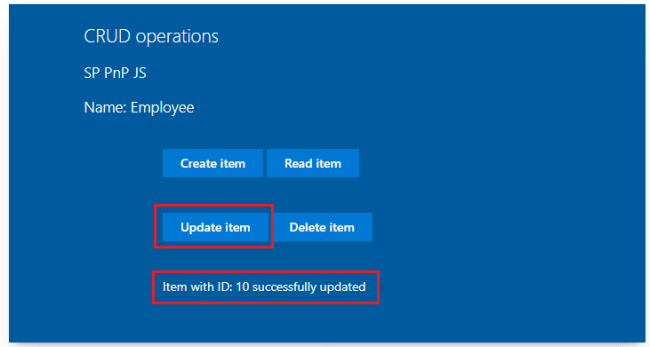 CRUD operations
SP PnP JS
Name: Employee
Create item Read item
Update item Delete item
Item with ID: 10 successfully updated